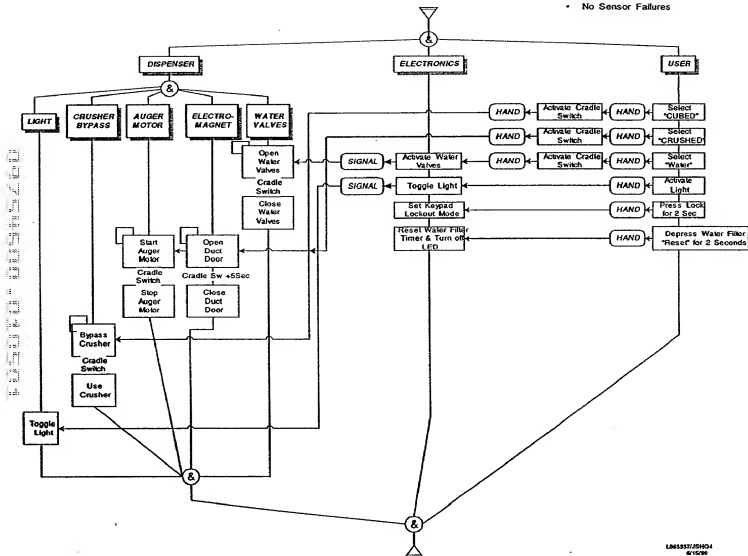 • No Sensor Failures
&
DISPENSER
ELECTRONICS
USER
&
LIGHT
CRUSHER
BYPASS
AUGER
MOTOR
ELECTRO-
MAGNET
WATER
VALVES
HAND
Activate Cradle
Switch
HAND
Select
"CUBED"
HAND
Activate Cradle
Switch
HAND
Select
"CRUSHED"
Open
Water
Valves
SIGNAL
Activate Water
Valves
HAND
Activate Cradle
Switch
HAND
Select
"Water"
Cradle
Switch
SIGNAL
Toggle Light
HAND
Activate
Light
Close
Water
Valves
Set Keypad
Lockout Mode
HAND
Press Lock
for 2 Sec
Start
Auger
Motor
Open
Duct
Door
Reset Water Filter
Timer & Turn off
LED
HAND
Depress Water Filter
"Reset" for 2 Seconds
Cradle
Switch
Cradle Sw +5Sec
Stop
Auger
Motor
Close
Duct
Door
Bypass
Crusher
Cradle
Switch
Use
Crusher
Toggle
Light
&
&